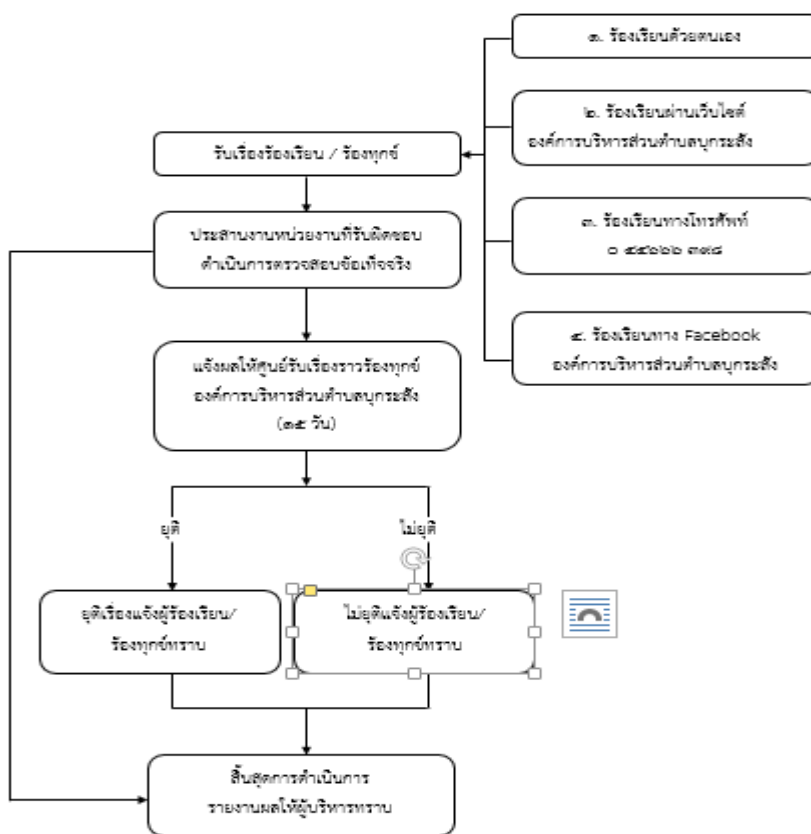 ๑. ร้องเรียนด้วยตนเอง
๒. ร้องเรียนผ่านเว็บไซต์
องค์การบริหารส่วนตำบลบุกระสัง
รับเรื่องร้องเรียน / ร้องทุกข์
๓. ร้องเรียนทางโทรศัพท์
ประสานงานหน่วยงานที่รับผิดชอบ
ดำเนินการตรวจสอบข้อเท็จจริง
๔. ร้องเรียนทาง Facebook
องค์การบริหารส่วนตำบลบุกระสัง
แจ้งผลให้ศูนย์รับเรื่องราวร้องทุกข์
องค์การบริหารส่วนตำบลบุกระสัง
(๑๕ วัน)
ยุติ
ไม่ยุติ
ยุติเรื่องแจ้งผู้ร้องเรียน/
ร้องทุกข์ทราบ
ไม่ยุติแจ้งผู้ร้องเรียน/
ร้องทุกข์ทราบ
สิ้นสุดการดำเนินการ
รายงานผลให้ผู้บริหารทราบ